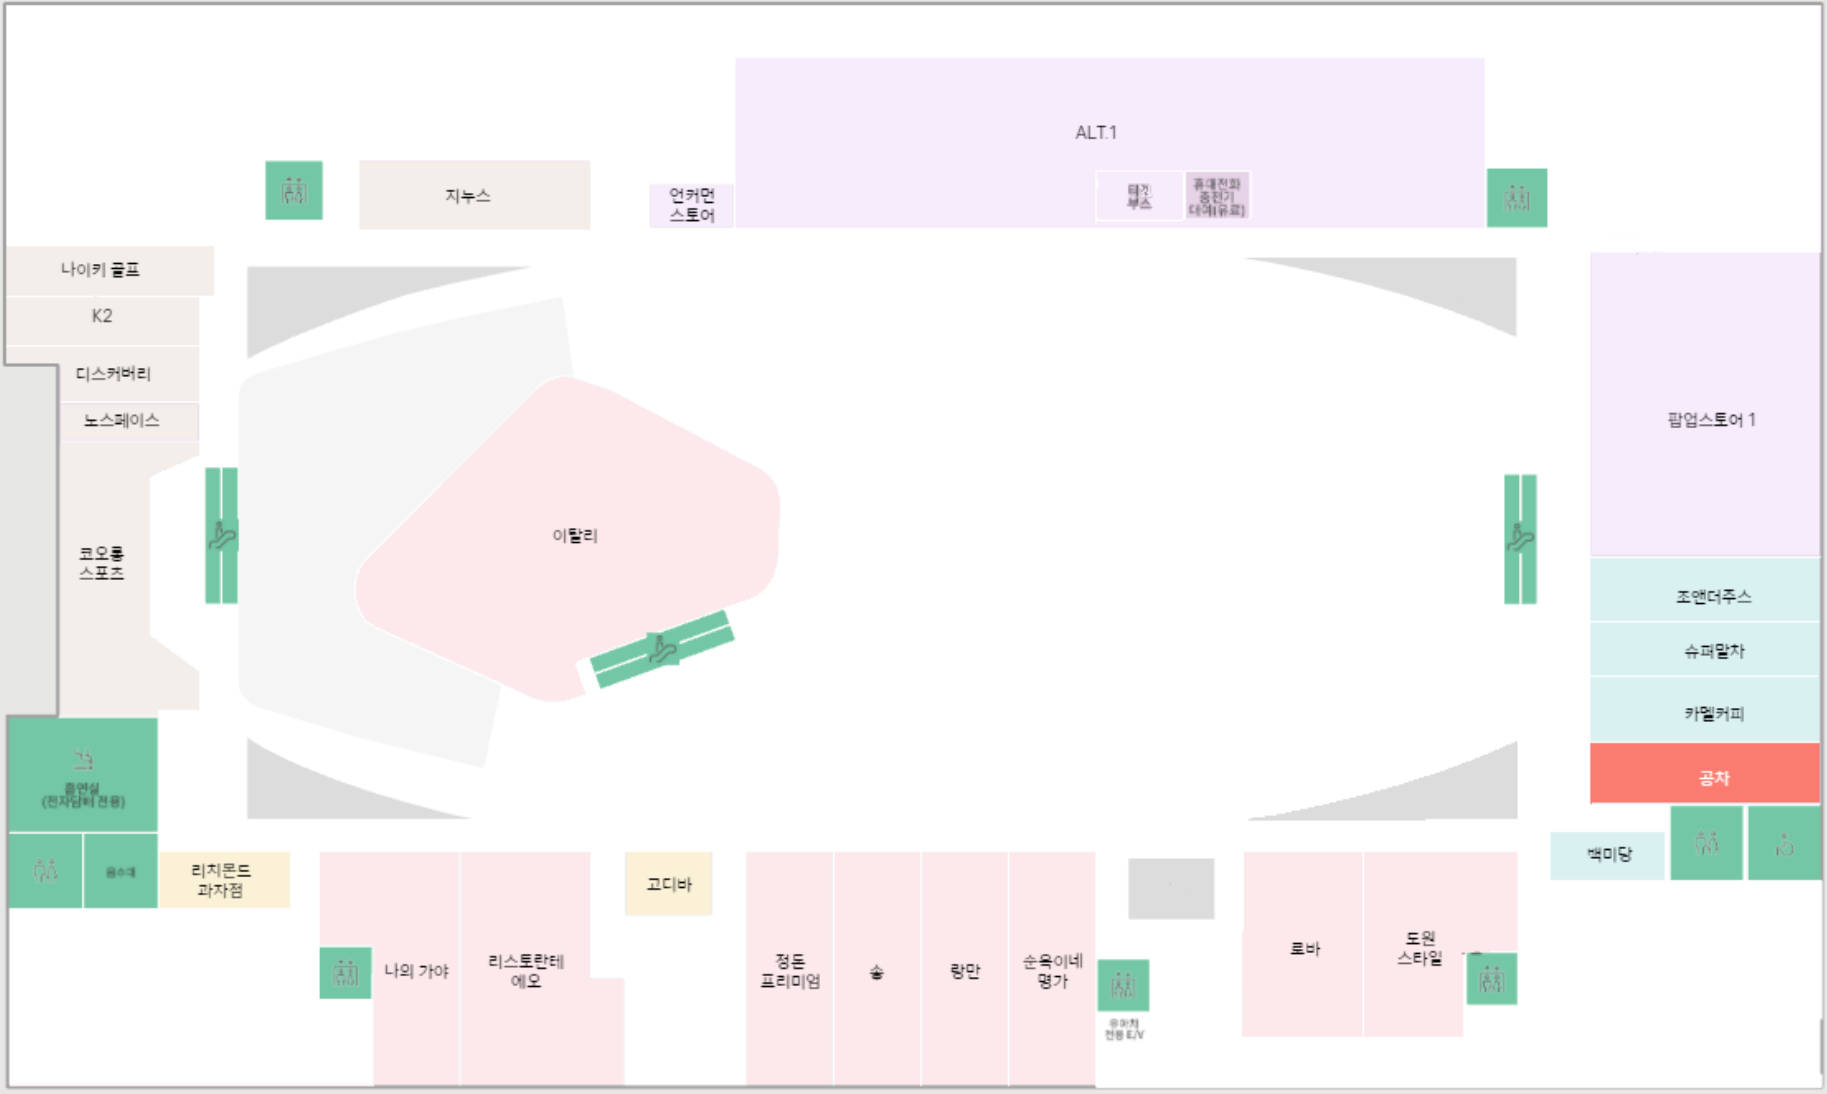 ALT.1
지누스
언커먼
스토어
티켓
부스
휴대전화
충전기
대여(유료)
나이키 골프
K2
디스커버리
노스페이스
코오롱
스포츠
이탈리
팝업스토어 1
조앤더주스
슈퍼말차
카멜커피
공차
백미당
흡연실
(전자담배 전용)
음수대
리치몬드
과자점
나의 가야
리스토란테
에오
고디바
정돈
프리미엄
송
랑만
순옥이네
명가
유아차
전용 E/V
로바
도원
스타일